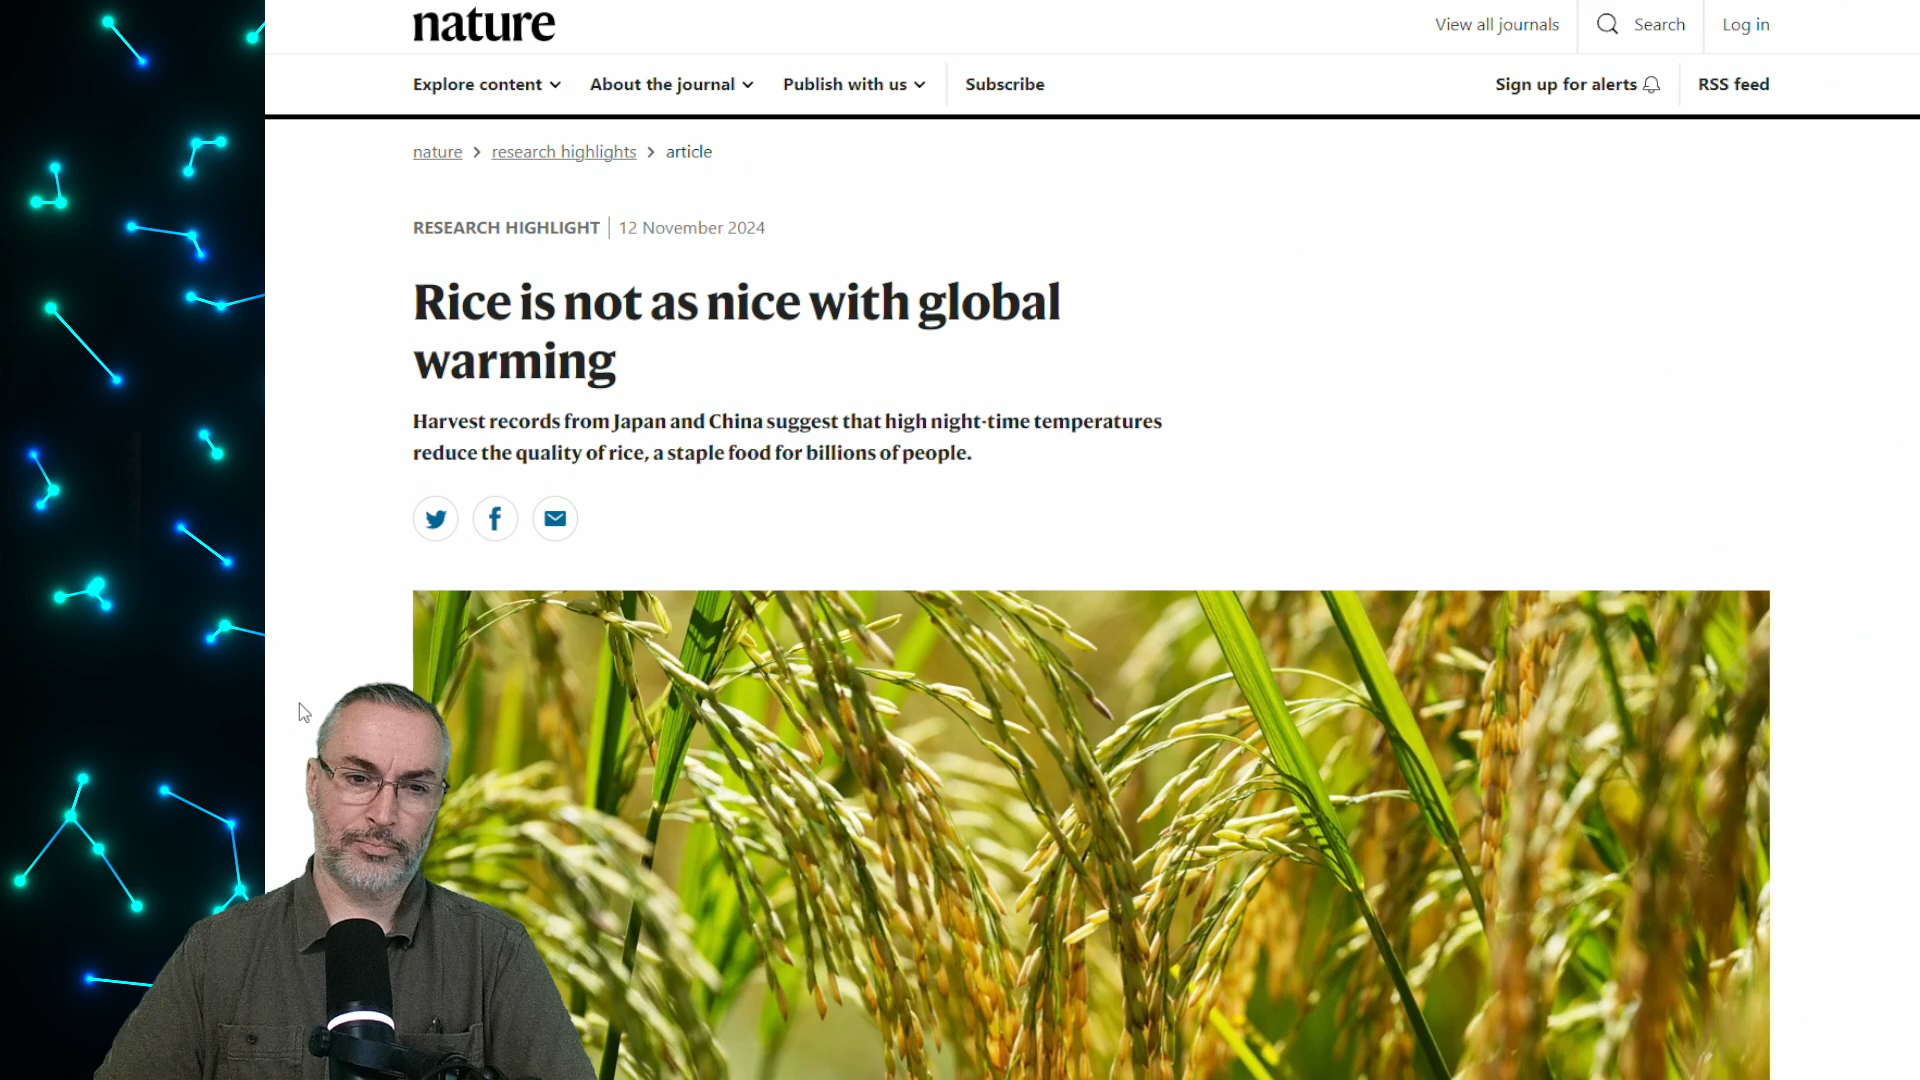 nature
View all journals
Search
Log in
Explore content
About the journal
Publish with us
Subscribe
Sign up for alerts
RSS feed
nature > research highlights > article
RESEARCH HIGHLIGHT | 12 November 2024
Rice is not as nice with global
warming
Harvest records from Japan and China suggest that high night-time temperatures
reduce the quality of rice, a staple food for billions of people.